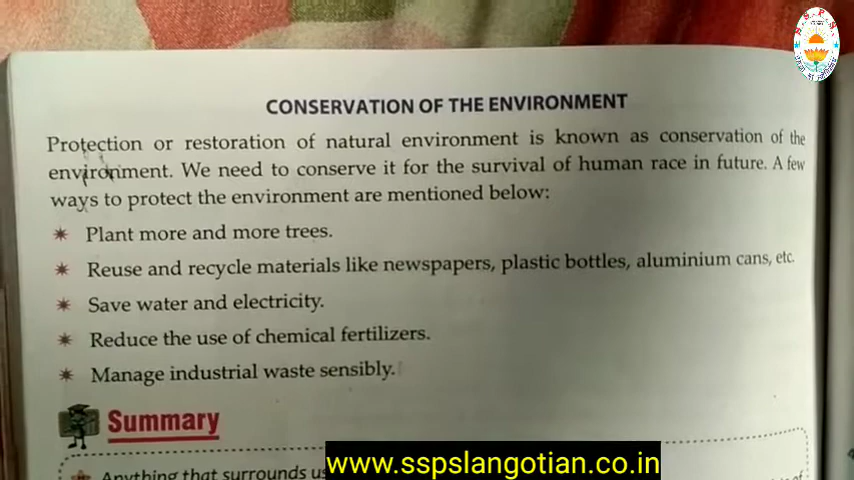 S S P S
CONSERVATION OF THE ENVIRONMENT
Protection or restoration of natural environment is known as conservation of the
environment. We need to conserve it for the survival of human race in future. A few
ways to protect the environment are mentioned below:
Plant more and more trees.
Reuse and recycle materials like newspapers, plastic bottles, aluminium cans, etc.
Save water and electricity.
Reduce the use of chemical fertilizers.
Manage industrial waste sensibly.
Summary
Anything that surrounds us
of
www.sspslangotian.co.in